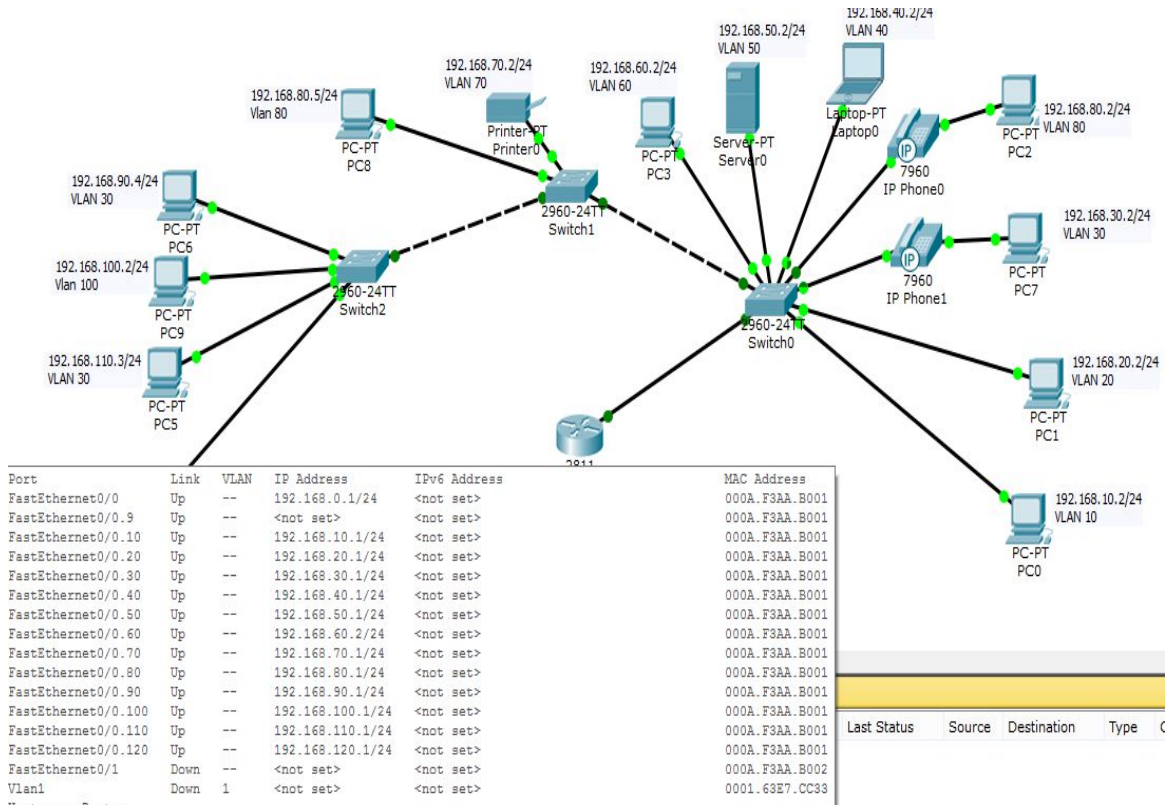 192.168.40.2/24
VLAN 40
192.168.50.2/24
VLAN 50
192.168.70.2/24
VLAN 70
192.168.60.2/24
VLAN 60
192.168.80.5/24
Vlan 80
192.168.80.2/24
VLAN 80
Printer-PT
Printer0
PC-PT
PC8
PC-PT
PC3
Server-PT
Server0
Laptop-PT
Laptop0
PC-PT
PC2
IP
7960
IP Phone0
192.168.90.4/24
VLAN 30
PC-PT
PC6
2960-24TT
Switch1
192.168.30.2/24
VLAN 30
IP
7960
IP Phone1
PC-PT
PC7
192.168.100.2/24
Vlan 100
PC-PT
PC9
2960-24TT
Switch2
2960-24TT
Switch0
192.168.110.3/24
VLAN 30
PC-PT
PC5
192.168.20.2/24
VLAN 20
PC-PT
PC1
2811
192.168.10.2/24
VLAN 10
PC-PT
PC0
Port Link VLAN IP Address IPv6 Address MAC Address
FastEthernet0/0 Up -- 192.168.0.1/24 <not set> 000A.F3AA.B001
FastEthernet0/0.9 Up -- <not set> <not set> 000A.F3AA.B001
FastEthernet0/0.10 Up -- 192.168.10.1/24 <not set> 000A.F3AA.B001
FastEthernet0/0.20 Up -- 192.168.20.1/24 <not set> 000A.F3AA.B001
FastEthernet0/0.30 Up -- 192.168.30.1/24 <not set> 000A.F3AA.B001
FastEthernet0/0.40 Up -- 192.168.40.1/24 <not set> 000A.F3AA.B001
FastEthernet0/0.50 Up -- 192.168.50.1/24 <not set> 000A.F3AA.B001
FastEthernet0/0.60 Up -- 192.168.60.2/24 <not set> 000A.F3AA.B001
FastEthernet0/0.70 Up -- 192.168.70.1/24 <not set> 000A.F3AA.B001
FastEthernet0/0.80 Up -- 192.168.80.1/24 <not set> 000A.F3AA.B001
FastEthernet0/0.90 Up -- 192.168.90.1/24 <not set> 000A.F3AA.B001
FastEthernet0/0.100 Up -- 192.168.100.1/24 <not set> 000A.F3AA.B001
FastEthernet0/0.110 Up -- 192.168.110.1/24 <not set> 000A.F3AA.B001
FastEthernet0/0.120 Up -- 192.168.120.1/24 <not set> 000A.F3AA.B001
FastEthernet0/1 Down -- <not set> <not set> 000A.F3AA.B002
Vlan1 Down 1 <not set> <not set> 0001.63E7.CC33
Last Status Source Destination Type